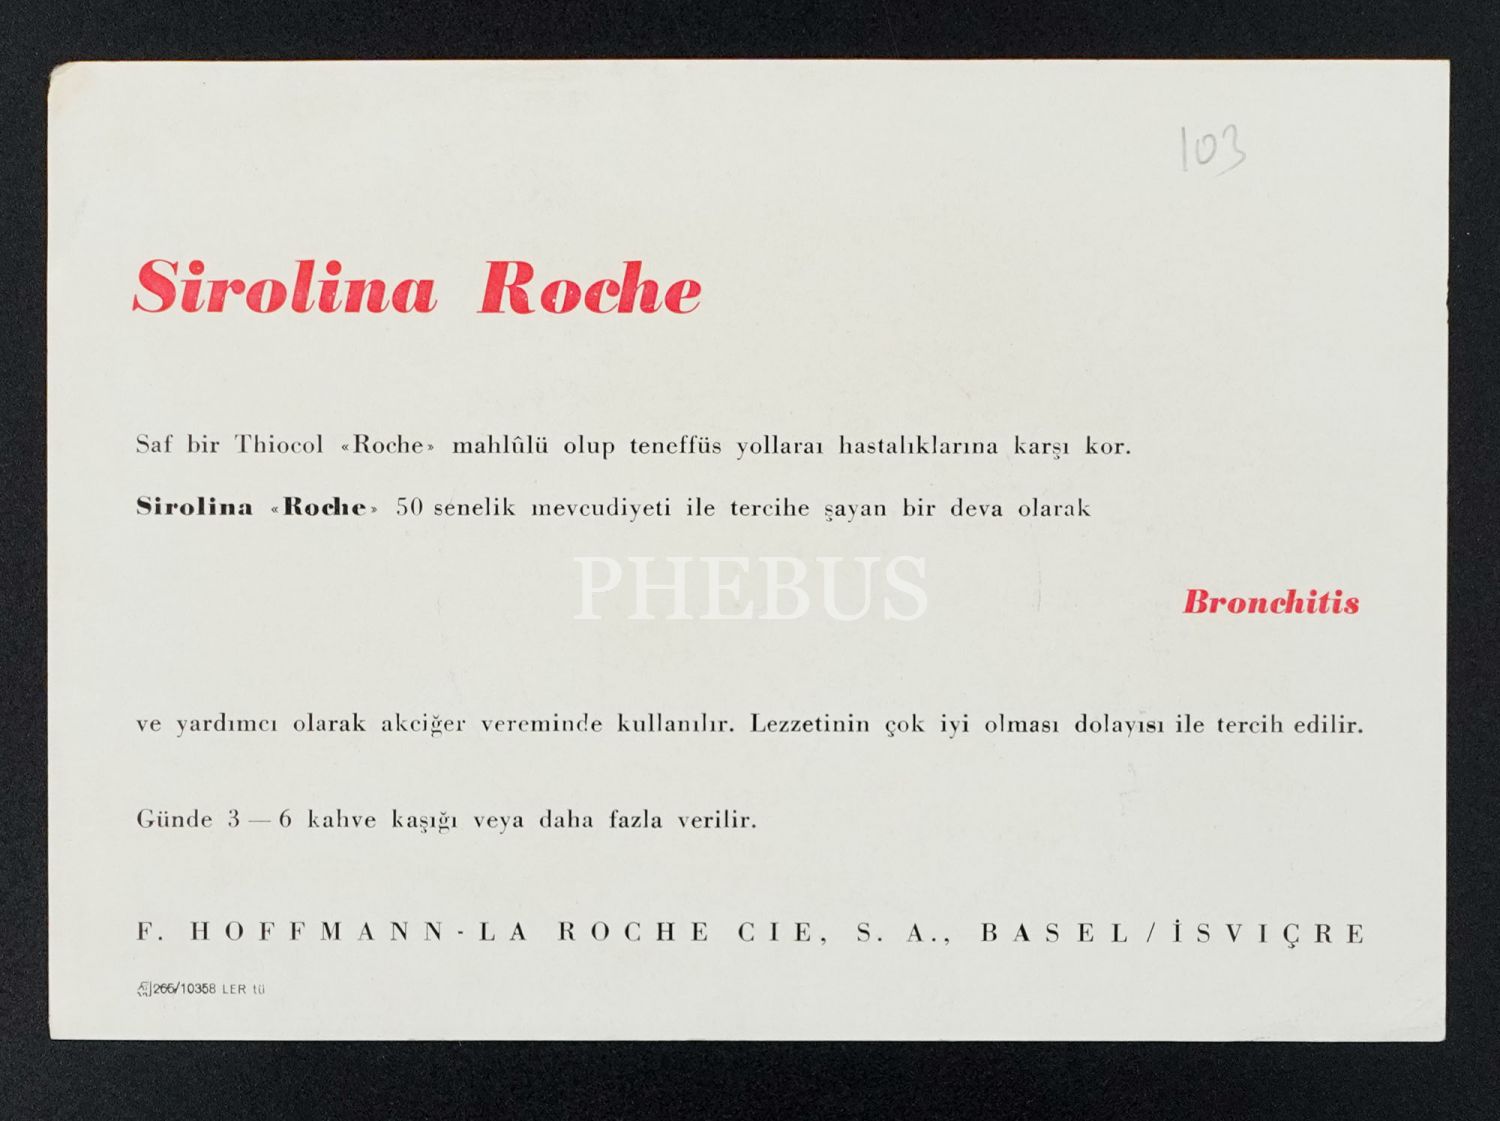 103
Sirolina Roche
Saf bir Thiocol «Roche» mahlûlü olup teneffüs yollaraı hastalıklarına karşı kor.
Sirolina «Roche» 50 senelik mevcudiyeti ile tercihe şayan bir deva olarak
PHEBUS
Bronchitis
ve yardımcı olarak akciğer vereminde kullanılır. Lezzetinin çok iyi olması dolayısı ile tercih edilir.
Günde 3 — 6 kahve kaşığı veya daha fazla verilir.
F. HOFFMANN-LA ROCHE CIE, S. A., BASEL/İSVİÇRE
266/10358 LER tü